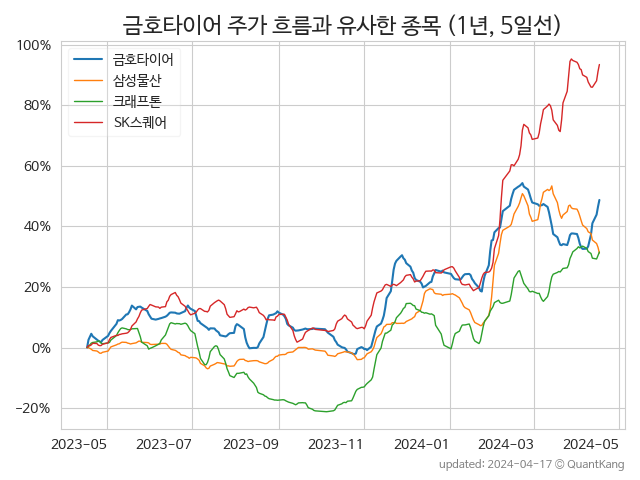 금호타이어 주가 흐름과 유사한 종목 (1년, 5일선)
금호타이어
삼성물산
크래프톤
SK스퀘어
100%
80%
60%
40%
20%
0%
−20%
2023-05 2023-07 2023-09 2023-11 2024-01 2024-03 2024-05
updated: 2024-04-17 © QuantKang